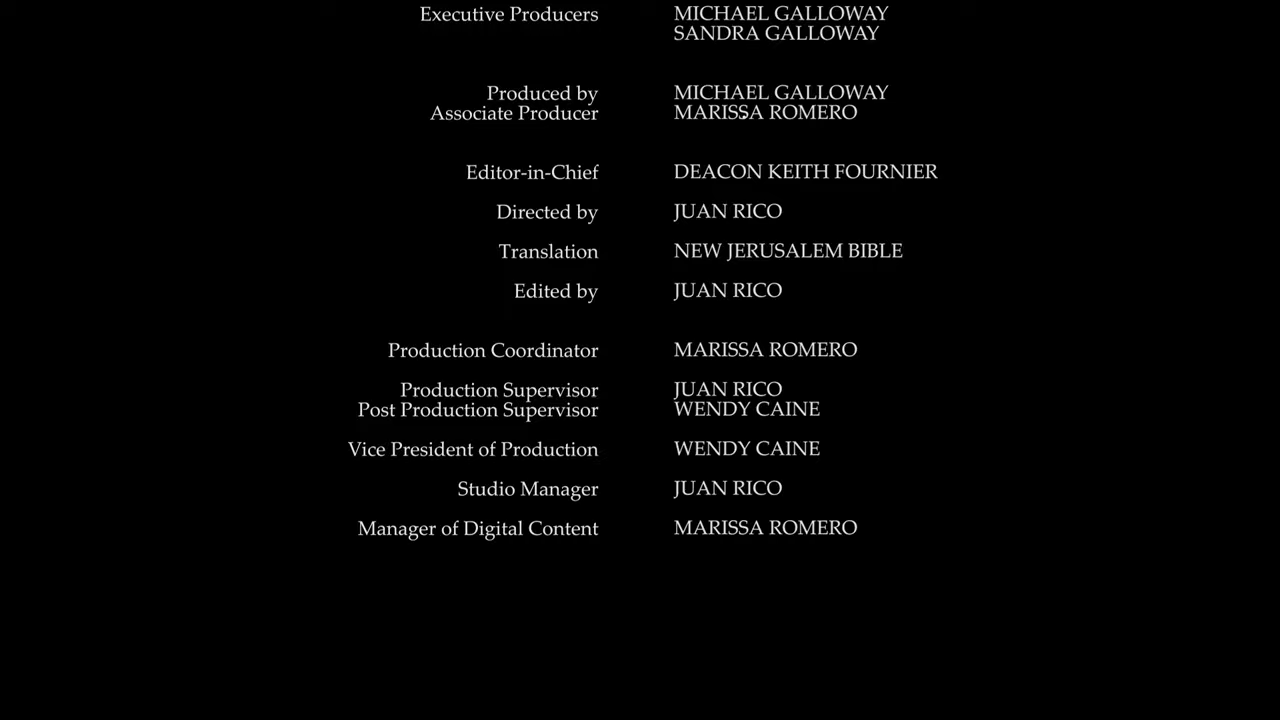 Executive Producers MICHAEL GALLOWAY
SANDRA GALLOWAY
Produced by MICHAEL GALLOWAY
Associate Producer MARISSA ROMERO
Editor-in-Chief DEACON KEITH FOURNIER
Directed by JUAN RICO
Translation NEW JERUSALEM BIBLE
Edited by JUAN RICO
Production Coordinator MARISSA ROMERO
Production Supervisor JUAN RICO
Post Production Supervisor WENDY CAINE
Vice President of Production WENDY CAINE
Studio Manager JUAN RICO
Manager of Digital Content MARISSA ROMERO